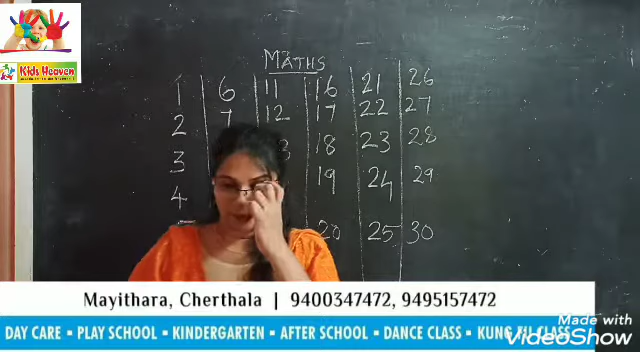 Kids Heaven
MATHS
1 6 11 16 21 26
2 7 12 17 22 27
3 18 23 28
4 19 24 29
20 25 30
Mayithara, Cherthala | 9400347472, 9495157472
DAY CARE ▪ PLAY SCHOOL ▪ KINDERGARTEN ▪ AFTER SCHOOL ▪ DANCE CLASS ▪ KUNG FU CLASS
Made with
VideoShow